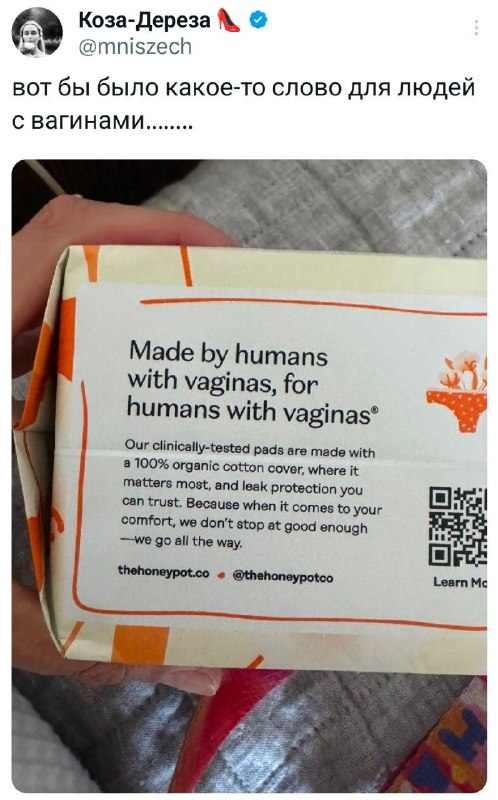 Коза-Дереза 👠
@mniszech
вот бы было какое-то слово для людей
с вагинами........
Made by humans
with vaginas, for
humans with vaginas®
Our clinically-tested pads are made with
a 100% organic cotton cover, where it
matters most, and leak protection you
can trust. Because when it comes to your
comfort, we don't stop at good enough
—we go all the way.
thehoneypot.co • @thehoneypotco
Learn